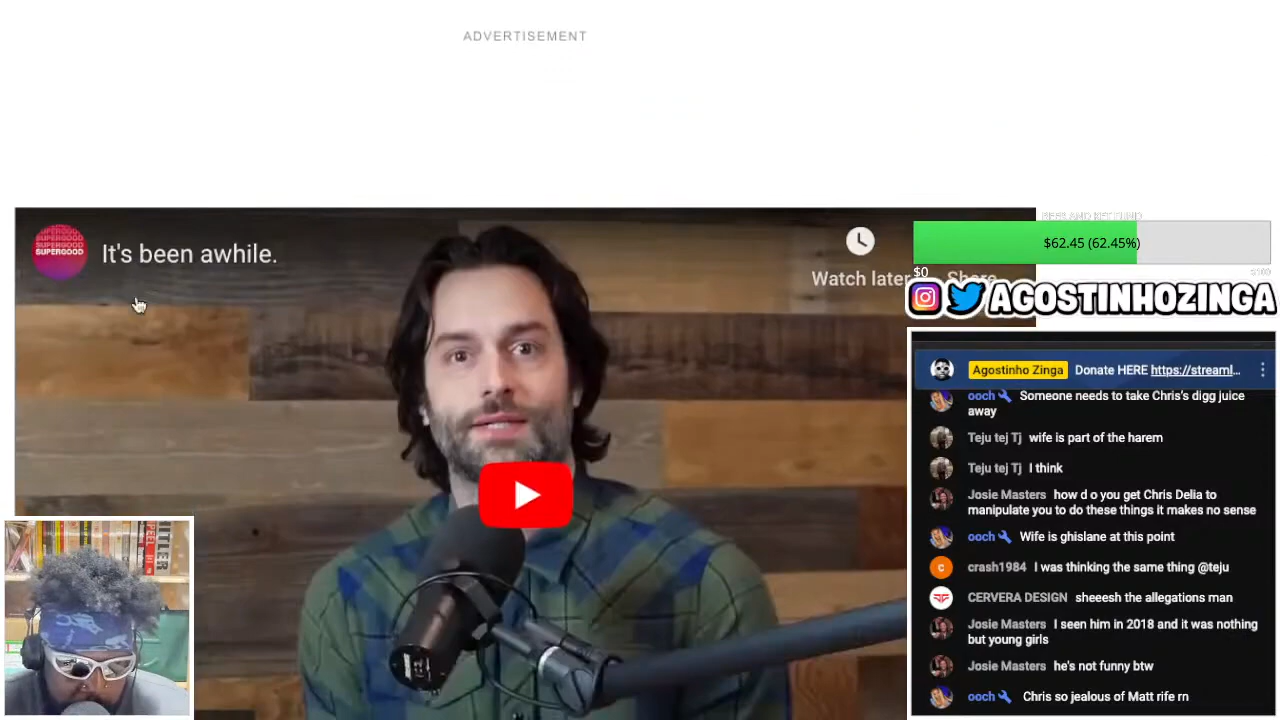 ADVERTISEMENT
SUPERGOOD
It's been awhile.
Watch later
Share
BEER AND KFT FUND
$62.45 (62.45%)
$0
$100
AGOSTINHOZINGA
Agostinho Zinga Donate HERE https://streaml...
ooch Someone needs to take Chris's digg juice
away
Teju tej Tj wife is part of the harem
Teju tej Tj I think
Josie Masters how d o you get Chris Delia to
manipulate you to do these things it makes no sense
ooch Wife is ghislane at this point
c crash1984 I was thinking the same thing @teju
CERVERA DESIGN sheeesh the allegations man
Josie Masters I seen him in 2018 and it was nothing
but young girls
Josie Masters he's not funny btw
ooch Chris so jealous of Matt rife rn